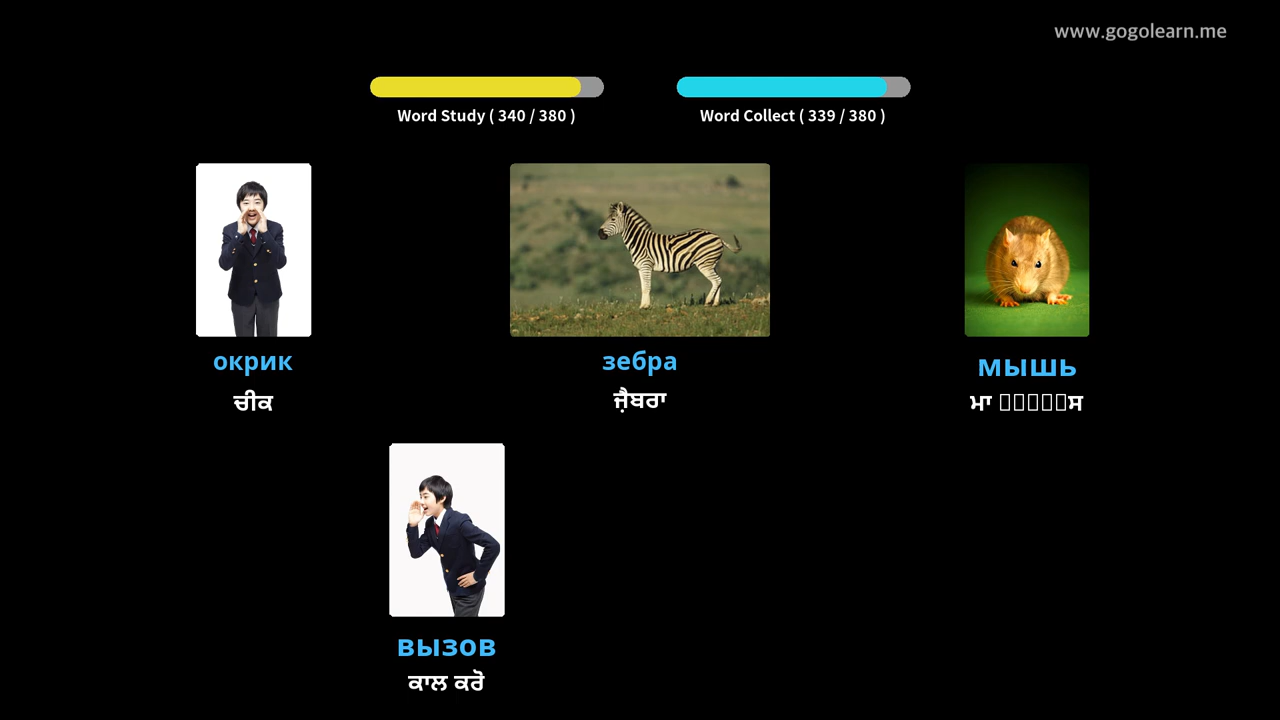 www.gogolearn.me
Word Study ( 340 / 380 )
Word Collect ( 339 / 380 )
окрик
зебра
мышь
ਚੀਕ
ਜ਼ੈਬਰਾ
ਮਾ ਸ
вызов
ਕਾਲ ਕਰੋ